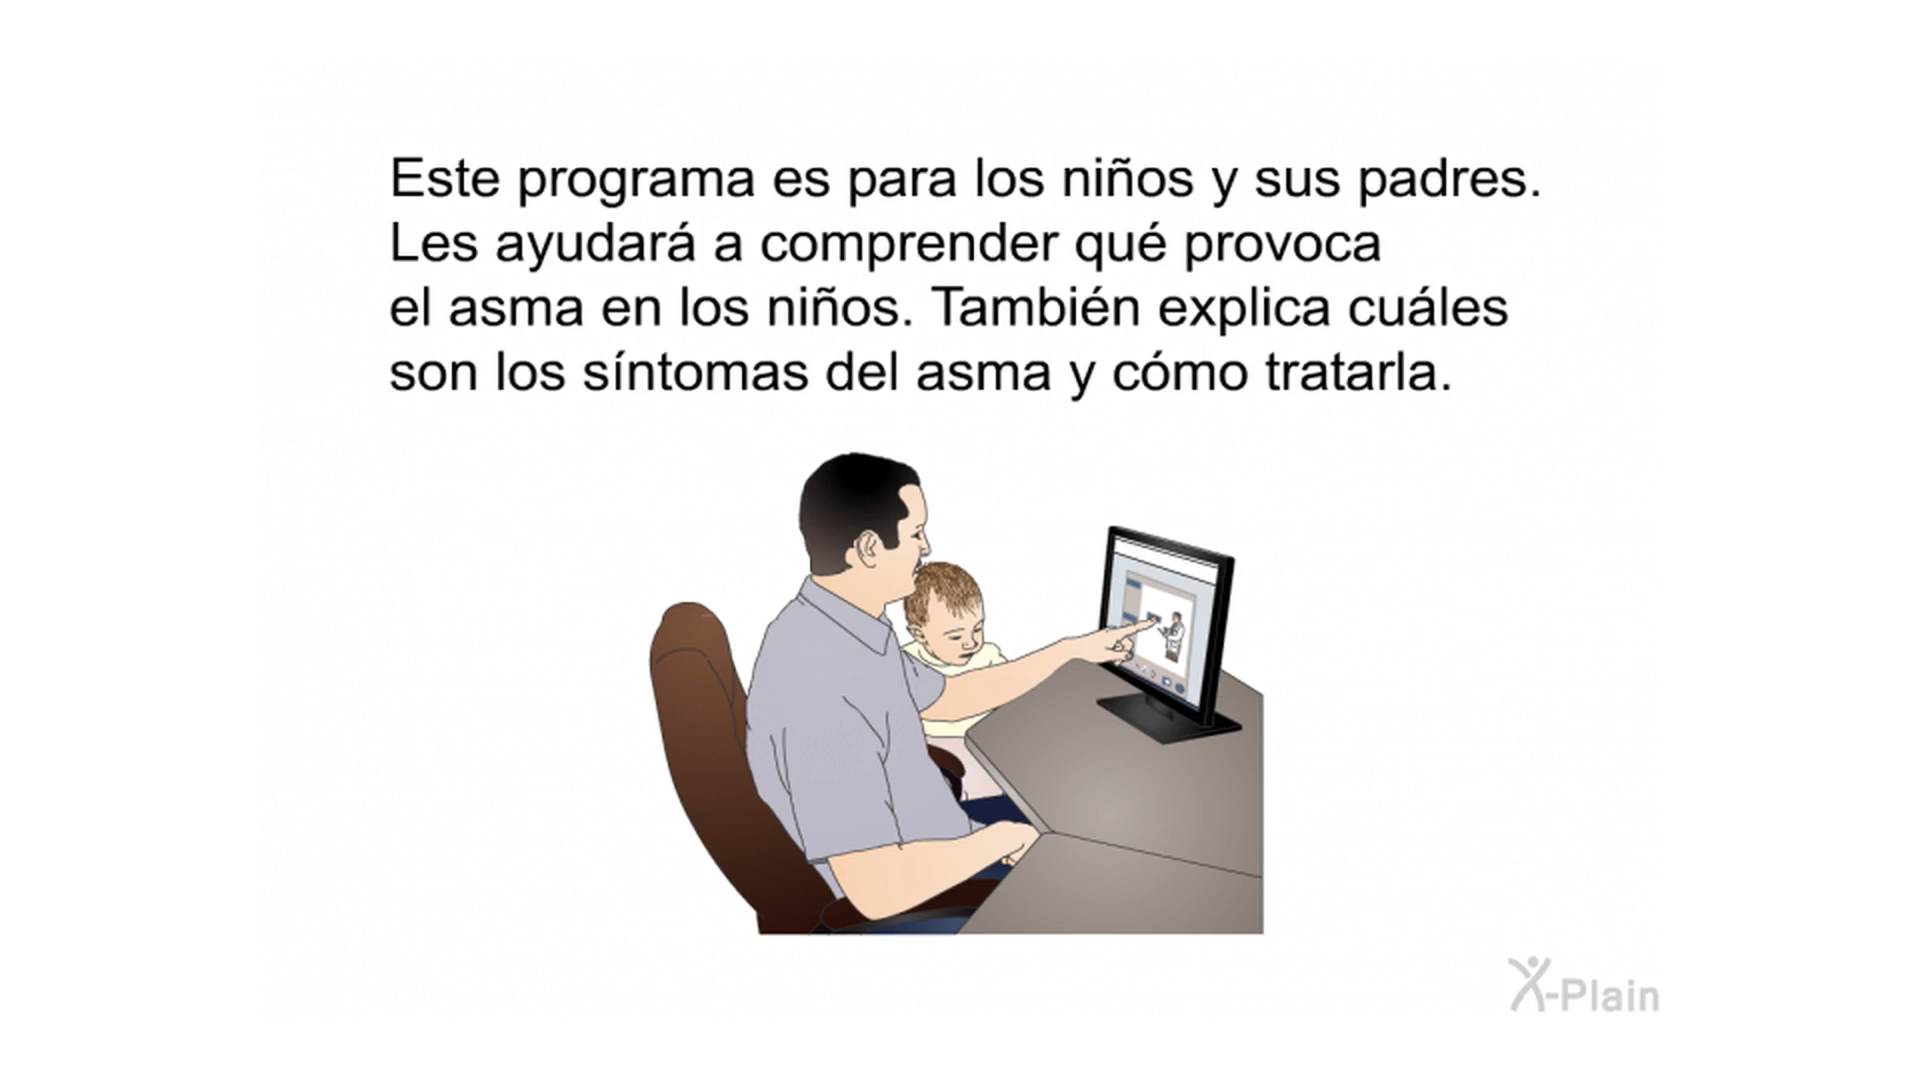 Este programa es para los niños y sus padres.
Les ayudará a comprender qué provoca
el asma en los niños. También explica cuáles
son los síntomas del asma y cómo tratarla.
X-Plain